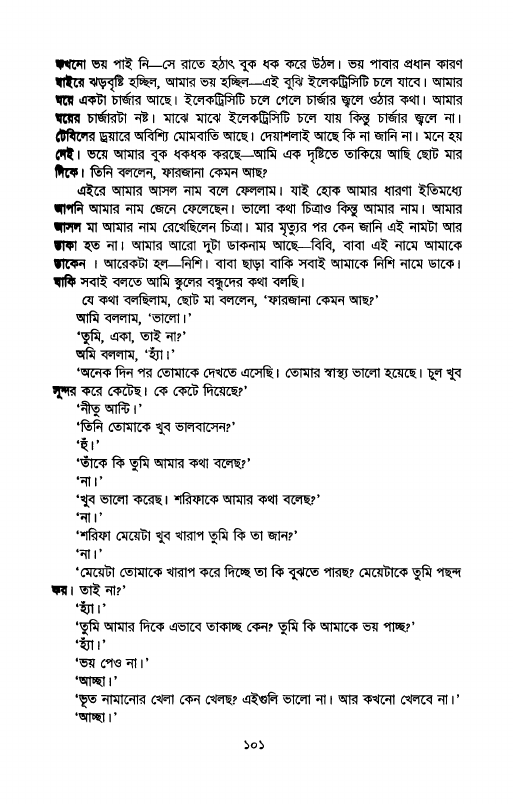 কখনো ভয় পাই নি—সে রাতে হঠাৎ বুক ধক করে উঠল। ভয় পাবার প্রধান কারণ
বাইরে ঝড়বৃষ্টি হচ্ছিল, আমার ভয় হচ্ছিল—এই বুঝি ইলেকট্রিসিটি চলে যাবে। আমার
ঘরে একটা চার্জার আছে। ইলেকট্রিসিটি চলে গেলে চার্জার জ্বলে ওঠার কথা। আমার
ঘরের চার্জারটা নষ্ট। মাঝে মাঝে ইলেকট্রিসিটি চলে যায় কিন্তু চার্জার জ্বলে না।
টেবিলের ড্রয়ারে অবিশ্যি মোমবাতি আছে। দেয়াশলাই আছে কি না জানি না। মনে হয়
নেই। ভয়ে আমার বুক ধকধক করছে—আমি এক দৃষ্টিতে তাকিয়ে আছি ছোট মার
দিকে। তিনি বললেন, ফারজানা কেমন আছ?
এইরে আমার আসল নাম বলে ফেললাম। যাই হোক আমার ধারণা ইতিমধ্যে
আপনি আমার নাম জেনে ফেলেছেন। ভালো কথা চিত্রাও কিন্তু আমার নাম। আমার
আসল মা আমার নাম রেখেছিলেন চিত্রা। মার মৃত্যুর পর কেন জানি এই নামটা আর
ডাকা হত না। আমার আরো দুটা ডাকনাম আছে—বিবি, বাবা এই নামে আমাকে
ডাকেন । আরেকটা হল—নিশি। বাবা ছাড়া বাকি সবাই আমাকে নিশি নামে ডাকে।
বাকি সবাই বলতে আমি স্কুলের বন্ধুদের কথা বলছি।
যে কথা বলছিলাম, ছোট মা বললেন, ‘ফারজানা কেমন আছ?’
আমি বললাম, ‘ভালো।’
‘তুমি, একা, তাই না?’
অমি বললাম, ‘হ্যাঁ।’
‘অনেক দিন পর তোমাকে দেখতে এসেছি। তোমার স্বাস্থ্য ভালো হয়েছে। চুল খুব
সুন্দর করে কেটেছ। কে কেটে দিয়েছে?’
‘নীতু আন্টি।’
‘তিনি তোমাকে খুব ভালবাসেন?’
‘হুঁ।’
‘তাঁকে কি তুমি আমার কথা বলেছ?’
‘না।’
‘খুব ভালো করেছ। শরিফাকে আমার কথা বলেছ?’
‘না।’
‘শরিফা মেয়েটা খুব খারাপ তুমি কি তা জান?’
‘না।’
‘মেয়েটা তোমাকে খারাপ করে দিচ্ছে তা কি বুঝতে পারছ? মেয়েটাকে তুমি পছন্দ
কর। তাই না?’
‘হ্যাঁ।’
‘তুমি আমার দিকে এভাবে তাকাচ্ছ কেন? তুমি কি আমাকে ভয় পাচ্ছ?’
‘হ্যাঁ।’
‘ভয় পেও না।’
‘আচ্ছা।’
‘ভূত নামানোর খেলা কেন খেলছ? এইগুলি ভালো না। আর কখনো খেলবে না।’
‘আচ্ছা।’
১০১